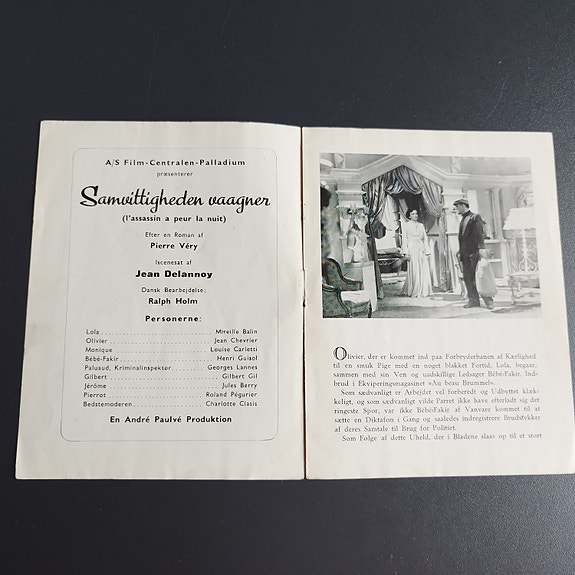 A/S Film-Centralen-Palladium
præsenterer
Samvittigheden vaagner
(l'assassin a peur la nuit)
Efter en Roman af
Pierre Véry
Iscenesat af
Jean Delannoy
Dansk Bearbejdelse:
Ralph Holm
Personerne:
Lola Mireille Balin
Olivier Jean Chevrier
Monique Louise Carletti
Bébé-Fakir Henri Guisol
Paluaud, Kriminalinspektør Georges Lannes
Gilbert Gilbert Gil
Jérôme Jules Berry
Pierrot Roland Pégurier
Bedstemoderen Charlotte Clasis
En André Paulvé Produktion
Olivier, der er kommet ind paa Forbryderbanen af Kærlighed
til en smuk Pige med en noget blakket Fortid, Lola, begaar,
sammen med sin Ven og uadskillige Ledsager Bébé-Fakir, Ind-
brud i Ekviperingsmagasinet »Au beau Brummel«.
Som sædvanligt er Arbejdet vel forberedt og Udbyttet klæk-
keligt, og som sædvanligt vilde Parret ikke have efterladt sig det
ringeste Spor, var ikke Bébé-Fakir af Vanvare kommet til at
sætte en Diktafon i Gang og saaledes indregistrere Brudstykker
af deres Samtale til Brug for Politiet.
Som Følge af dette Uheld, der i Bladene slaas op til et stort